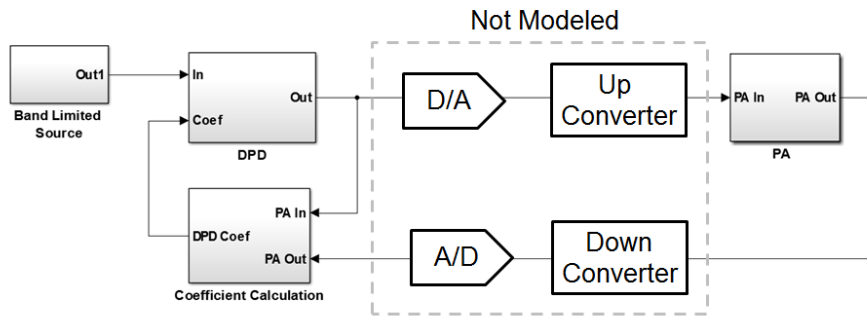 Not Modeled
Out1
Band Limited
Source
In
Out
Coef
DPD
D/A
Up
Converter
PA In
PA Out
PA
PA In
DPD Coef
PA Out
Coefficient Calculation
A/D
Down
Converter